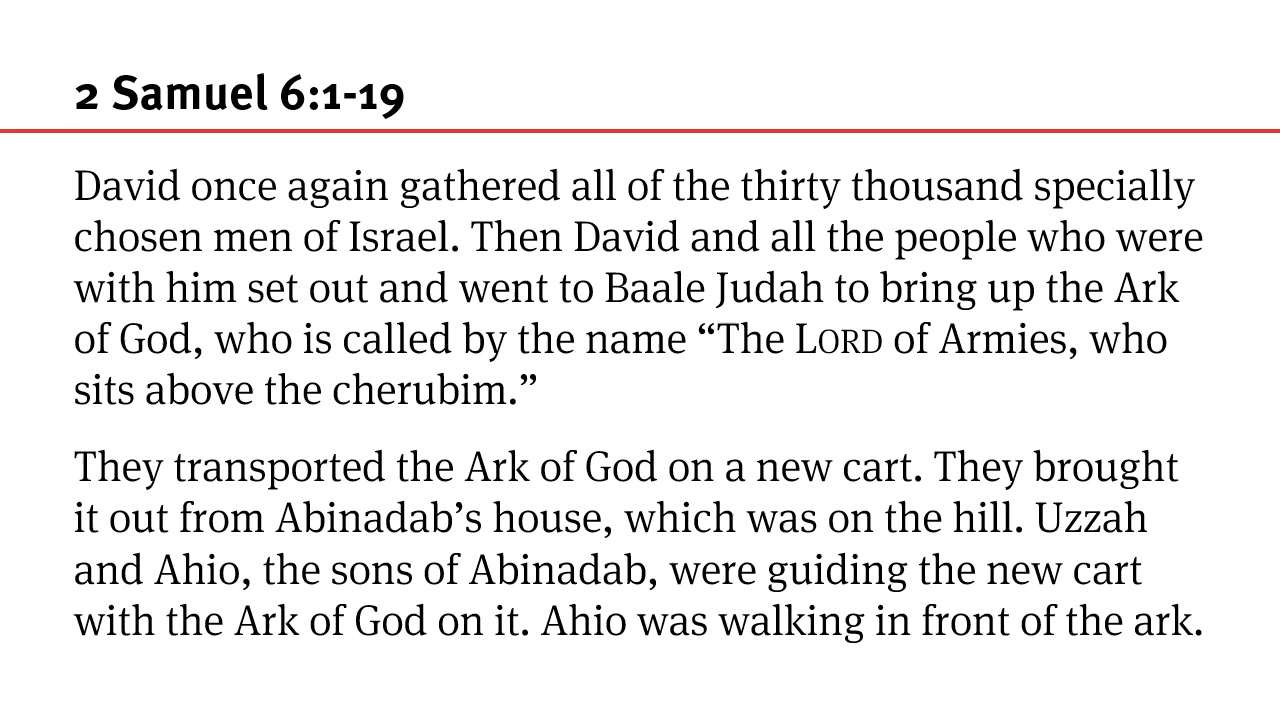 2 Samuel 6:1-19
David once again gathered all of the thirty thousand specially
chosen men of Israel. Then David and all the people who were
with him set out and went to Baale Judah to bring up the Ark
of God, who is called by the name “The LORD of Armies, who
sits above the cherubim.”
They transported the Ark of God on a new cart. They brought
it out from Abinadab’s house, which was on the hill. Uzzah
and Ahio, the sons of Abinadab, were guiding the new cart
with the Ark of God on it. Ahio was walking in front of the ark.